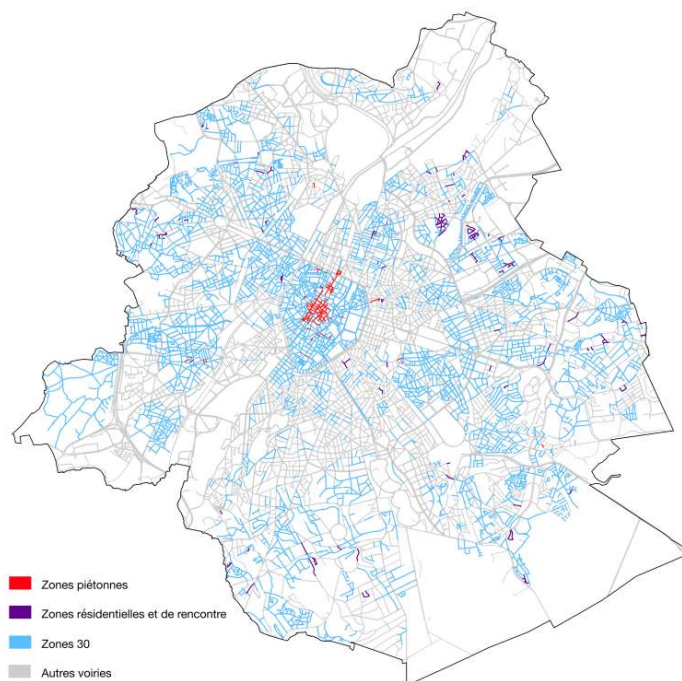 Zones piétonnes
Zones résidentielles et de rencontre
Zones 30
Autres voiries